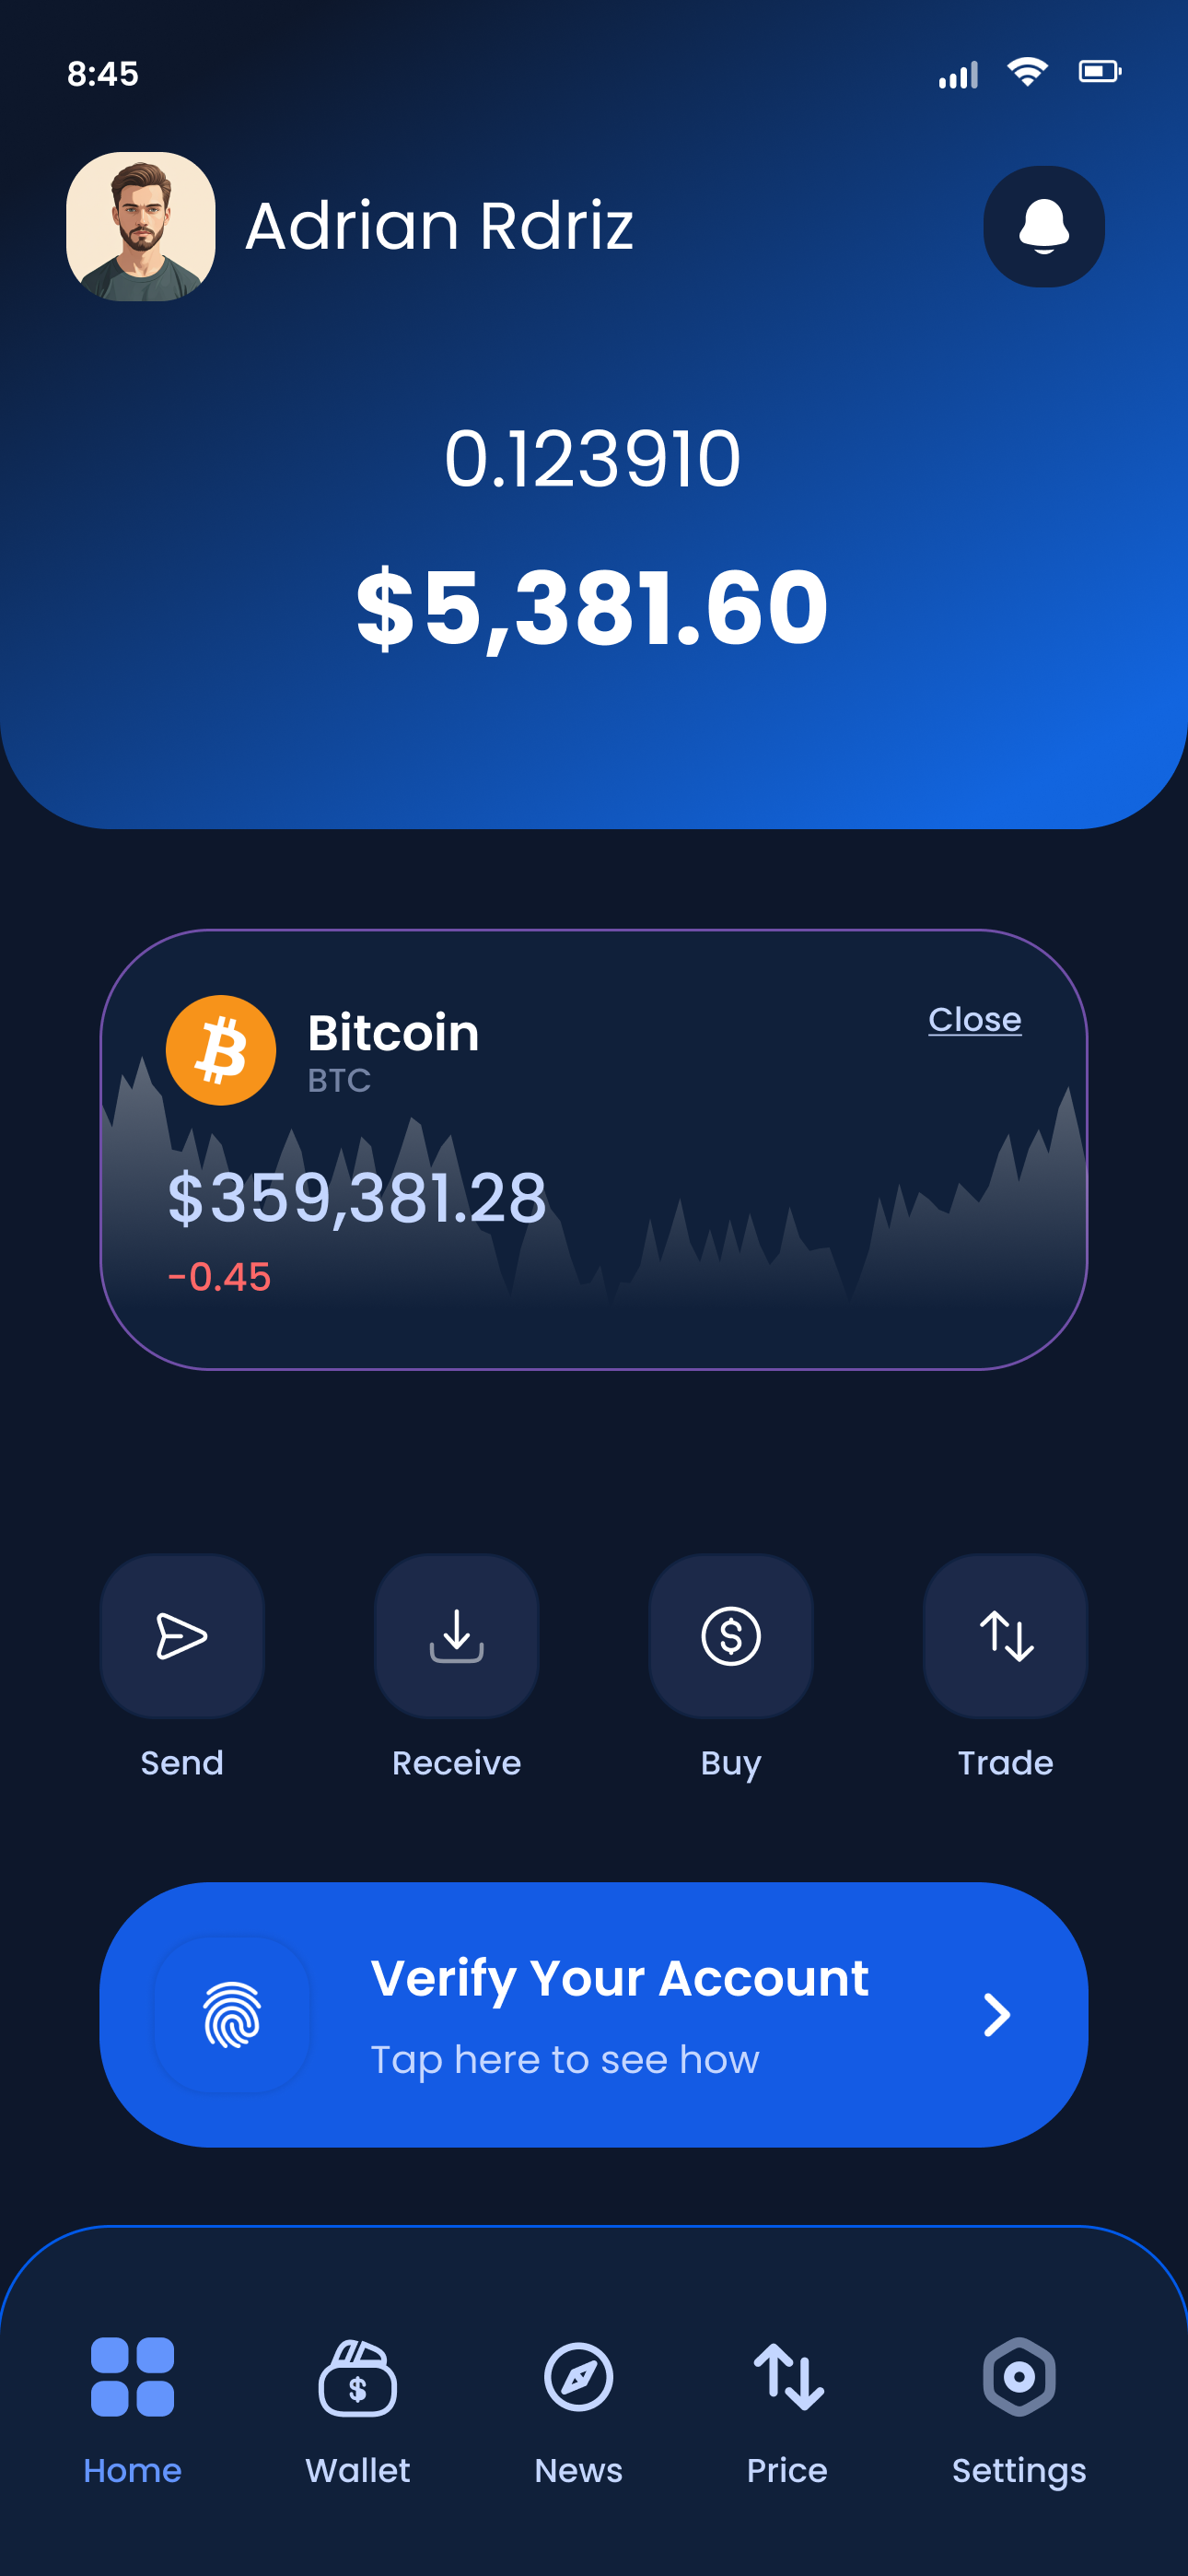 8:45
Adrian Rdriz
0.123910
$5,381.60
Bitcoin
Close
BTC
$359,381.28
-0.45
Send
Receive
Buy
Trade
Verify Your Account
Tap here to see how
Home
Wallet
News
Price
Settings